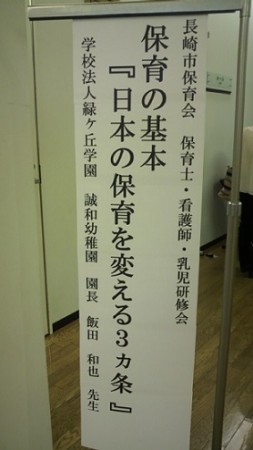 長崎市保育会　保育士・看護師・乳児研修会
保育の基本
『日本の保育を変える3ヵ条』
学校法人緑ヶ丘学園　誠和幼稚園　園長　飯田　和也　先生